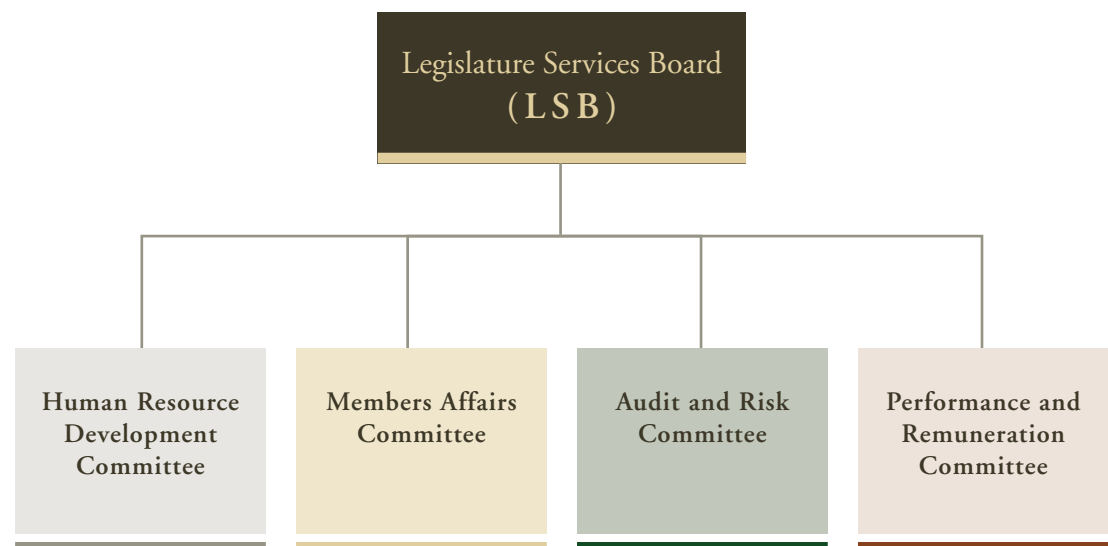 Legislature Services Board
(LSB)
Human Resource
Development
Committee
Members Affairs
Committee
Audit and Risk
Committee
Performance and
Remuneration
Committee